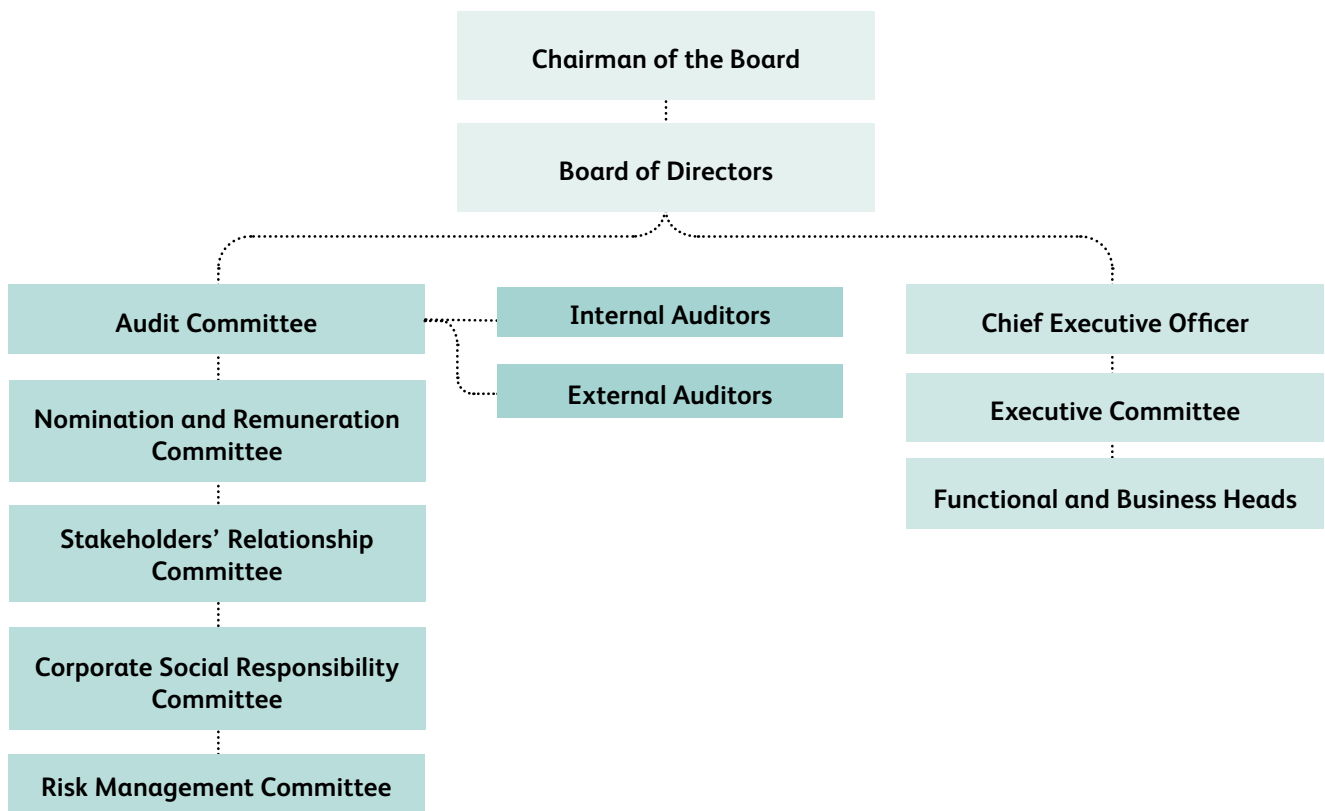 Chairman of the Board
Board of Directors
Audit Committee
Internal Auditors
External Auditors
Chief Executive Officer
Nomination and Remuneration
Committee
Executive Committee
Functional and Business Heads
Stakeholders’ Relationship
Committee
Corporate Social Responsibility
Committee
Risk Management Committee